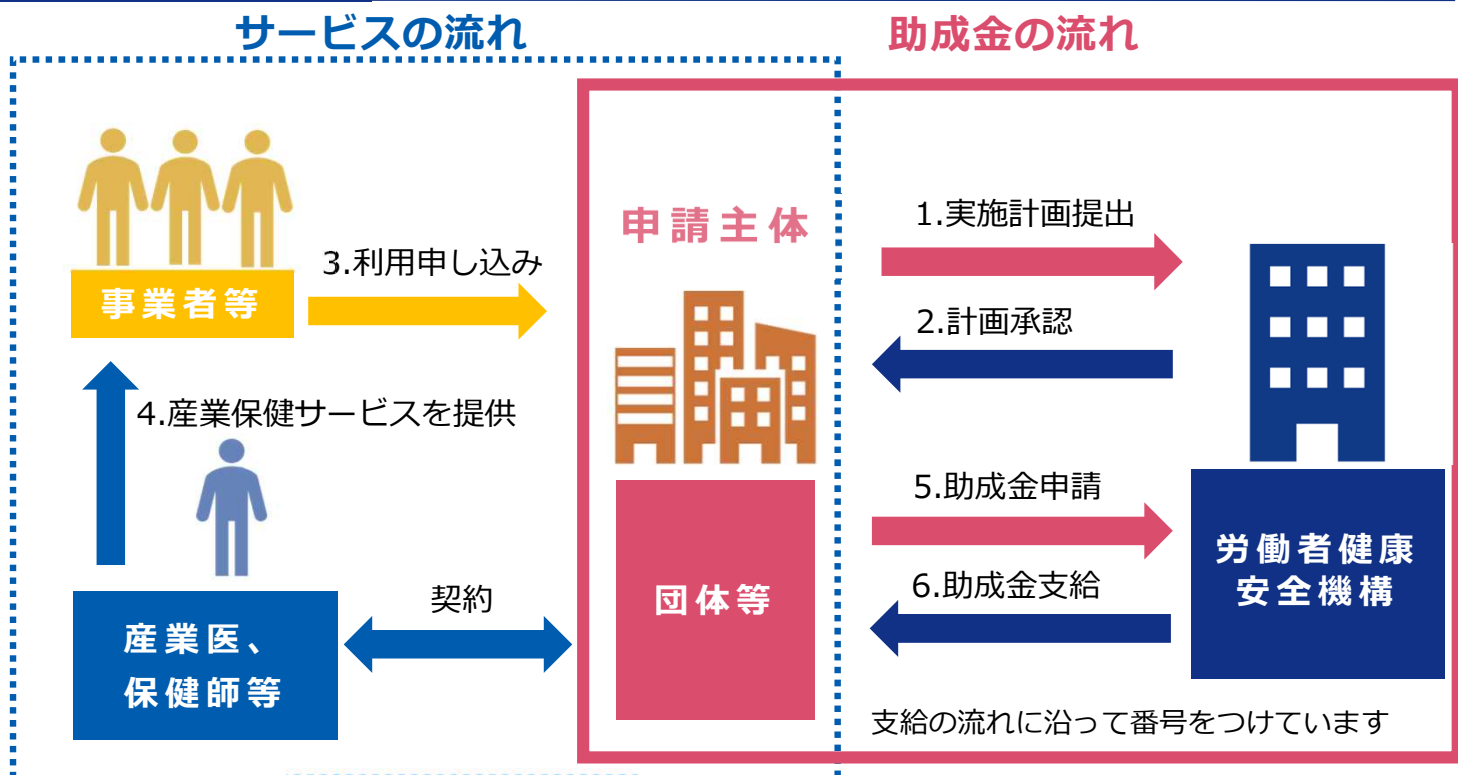 サービスの流れ
助成金の流れ
申請主体
1.実施計画提出
3.利用申し込み
事業者等
2.計画承認
4.産業保健サービスを提供
5.助成金申請
労働者健康
安全機構
契約
団体等
6.助成金支給
産業医、
保健師等
支給の流れに沿って番号をつけています